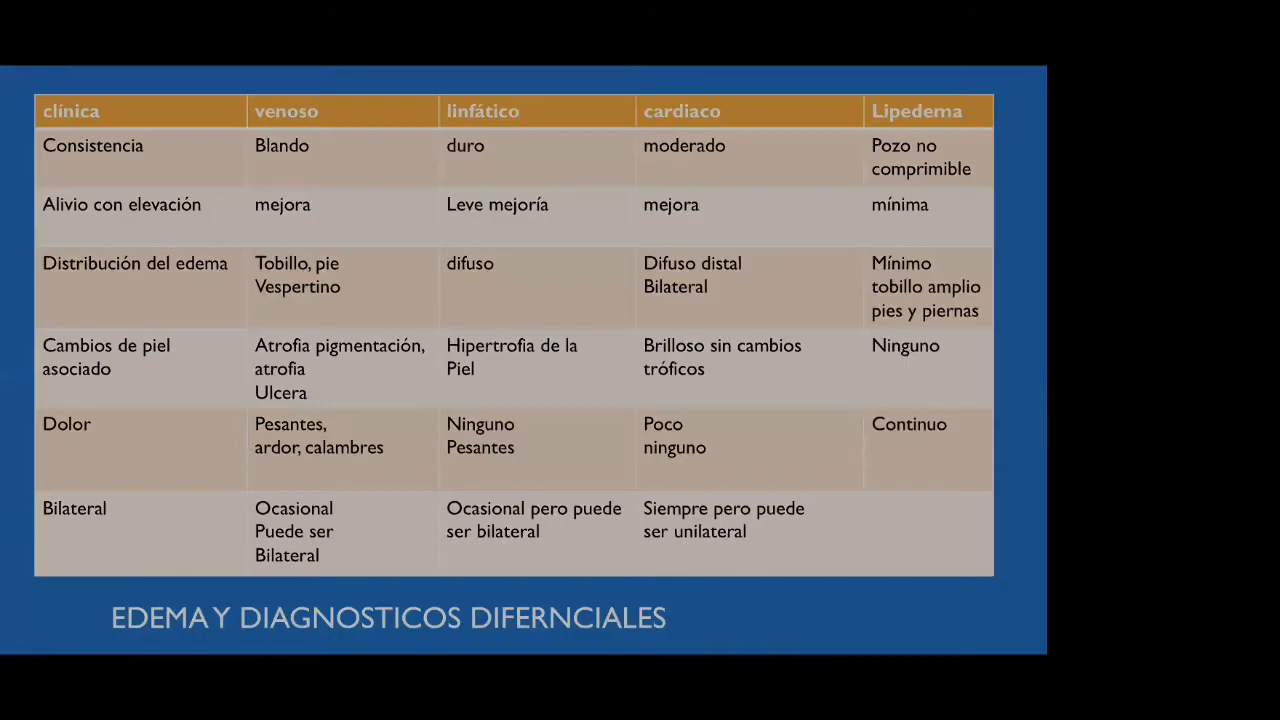 clínica
venoso
linfático
cardiaco
Lipedema
Consistencia
Blando
duro
moderado
Pozo no
comprimible
Alivio con elevación
mejora
Leve mejoría
mejora
mínima
Distribución del edema
Tobillo, pie
Vespertino
difuso
Difuso distal
Bilateral
Mínimo
tobillo amplio
pies y piernas
Cambios de piel
asociado
Atrofia pigmentación,
atrofia
Ulcera
Hipertrofia de la
Piel
Brilloso sin cambios
tróficos
Ninguno
Dolor
Pesantes,
ardor, calambres
Ninguno
Pesantes
Poco
ninguno
Continuo
Bilateral
Ocasional
Puede ser
Bilateral
Ocasional pero puede
ser bilateral
Siempre pero puede
ser unilateral
EDEMA Y DIAGNOSTICOS DIFERNCIALES